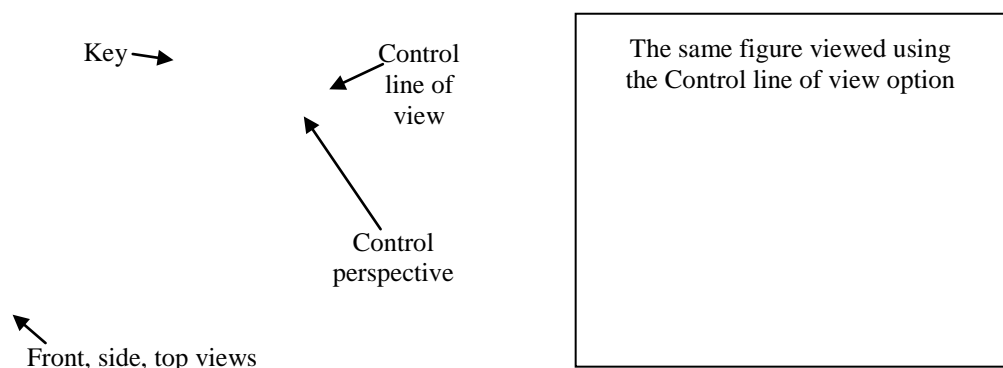 Key
Control
line of
view
Control
perspective
Front, side, top views
The same figure viewed using
the Control line of view option